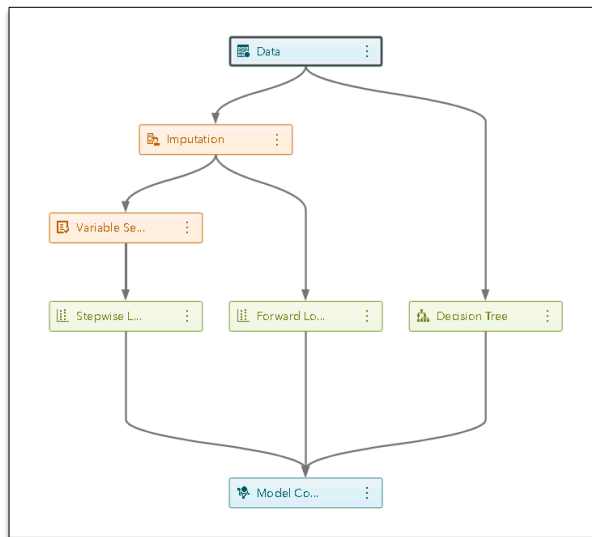 Data
Imputation
Variable Se...
Stepwise L...
Forward Lo...
Decision Tree
Model Co...